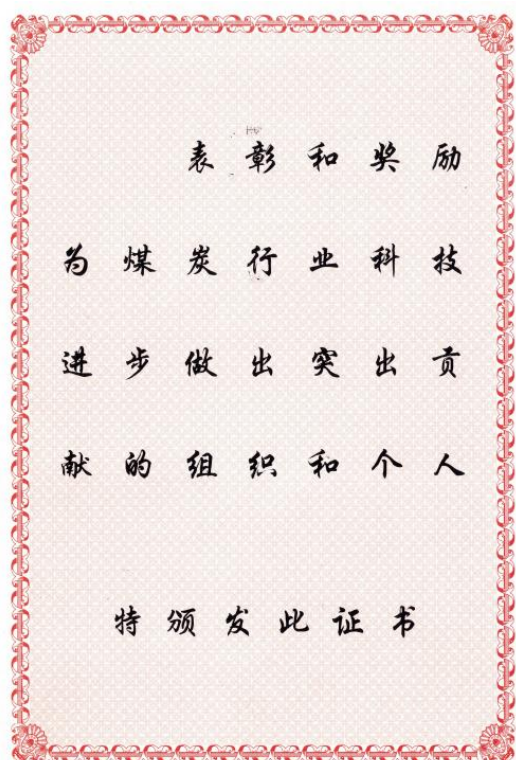 表彰和奖励
为煤炭行业科技
进步做出突出贡
献的组织和个人
特颁发此证书